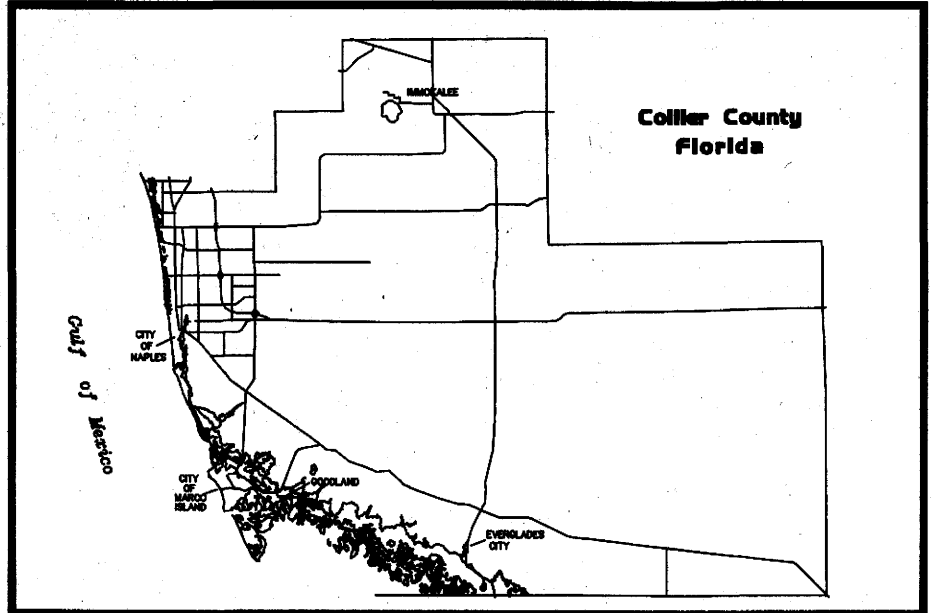 IMMOKALEE
Collier County
Florida
Gulf of Mexico
CITY
OF
NAPLES
CITY
OF
MARCO
ISLAND
GOODLAND
EVERGLADES
CITY